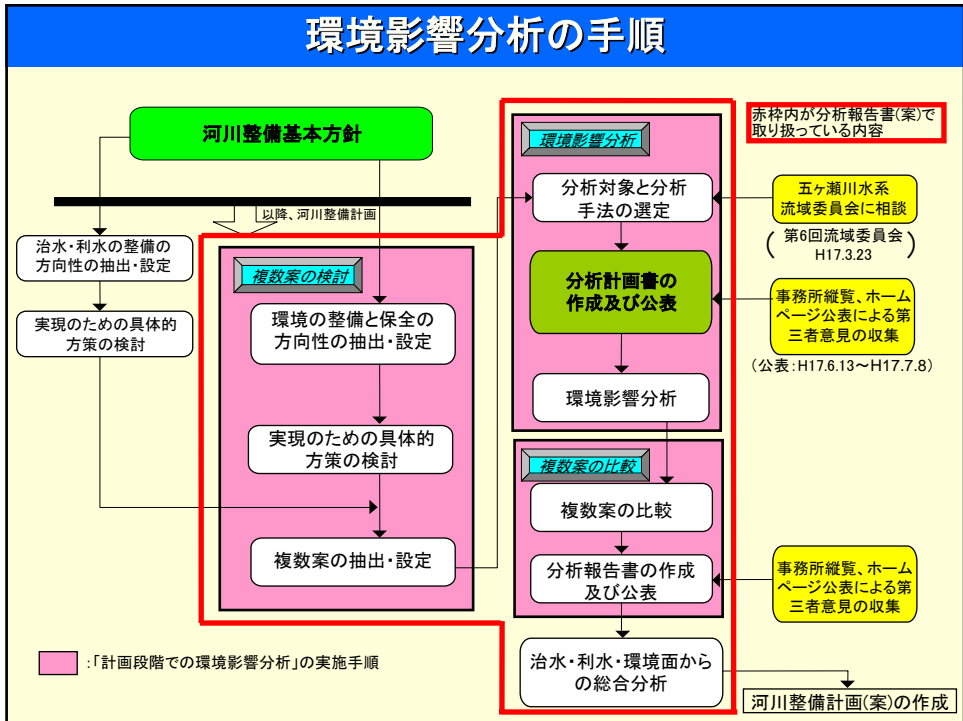 環境影響分析の手順
河川整備基本方針
以降、河川整備計画
治水・利水の整備の
方向性の抽出・設定
実現のための具体的
方策の検討
複数案の検討
環境の整備と保全の
方向性の抽出・設定
実現のための具体的
方策の検討
複数案の抽出・設定
環境影響分析
分析対象と分析
手法の選定
分析計画書の
作成及び公表
環境影響分析
複数案の比較
複数案の比較
分析報告書の作成
及び公表
治水・利水・環境面から
の総合分析
赤枠内が分析報告書(案)で
取り扱っている内容
五ヶ瀬川水系
流域委員会に相談
(第6回流域委員会
H17.3.23)
事務所縦覧、ホーム
ページ公表による第
三者意見の収集
(公表:H17.6.13～H17.7.8)
事務所縦覧、ホーム
ページ公表による第
三者意見の収集
:「計画段階での環境影響分析」の実施手順
河川整備計画(案)の作成